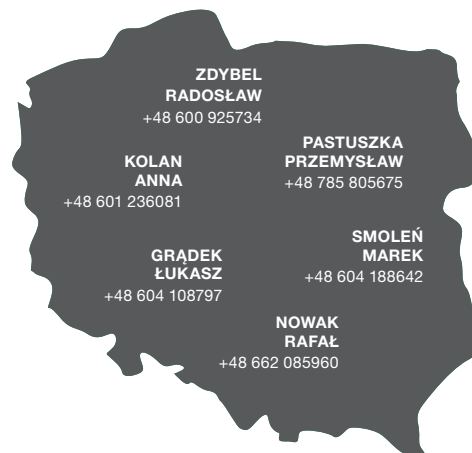 ZDYBEL
RADOSŁAW
+48 600 925734
PASTUSZKA
PRZEMYSŁAW
+48 785 805675
KOLAN
ANNA
+48 601 236081
SMOLEŃ
MAREK
+48 604 188642
GRĄDEK
ŁUKASZ
+48 604 108797
NOWAK
RAFAŁ
+48 662 085960